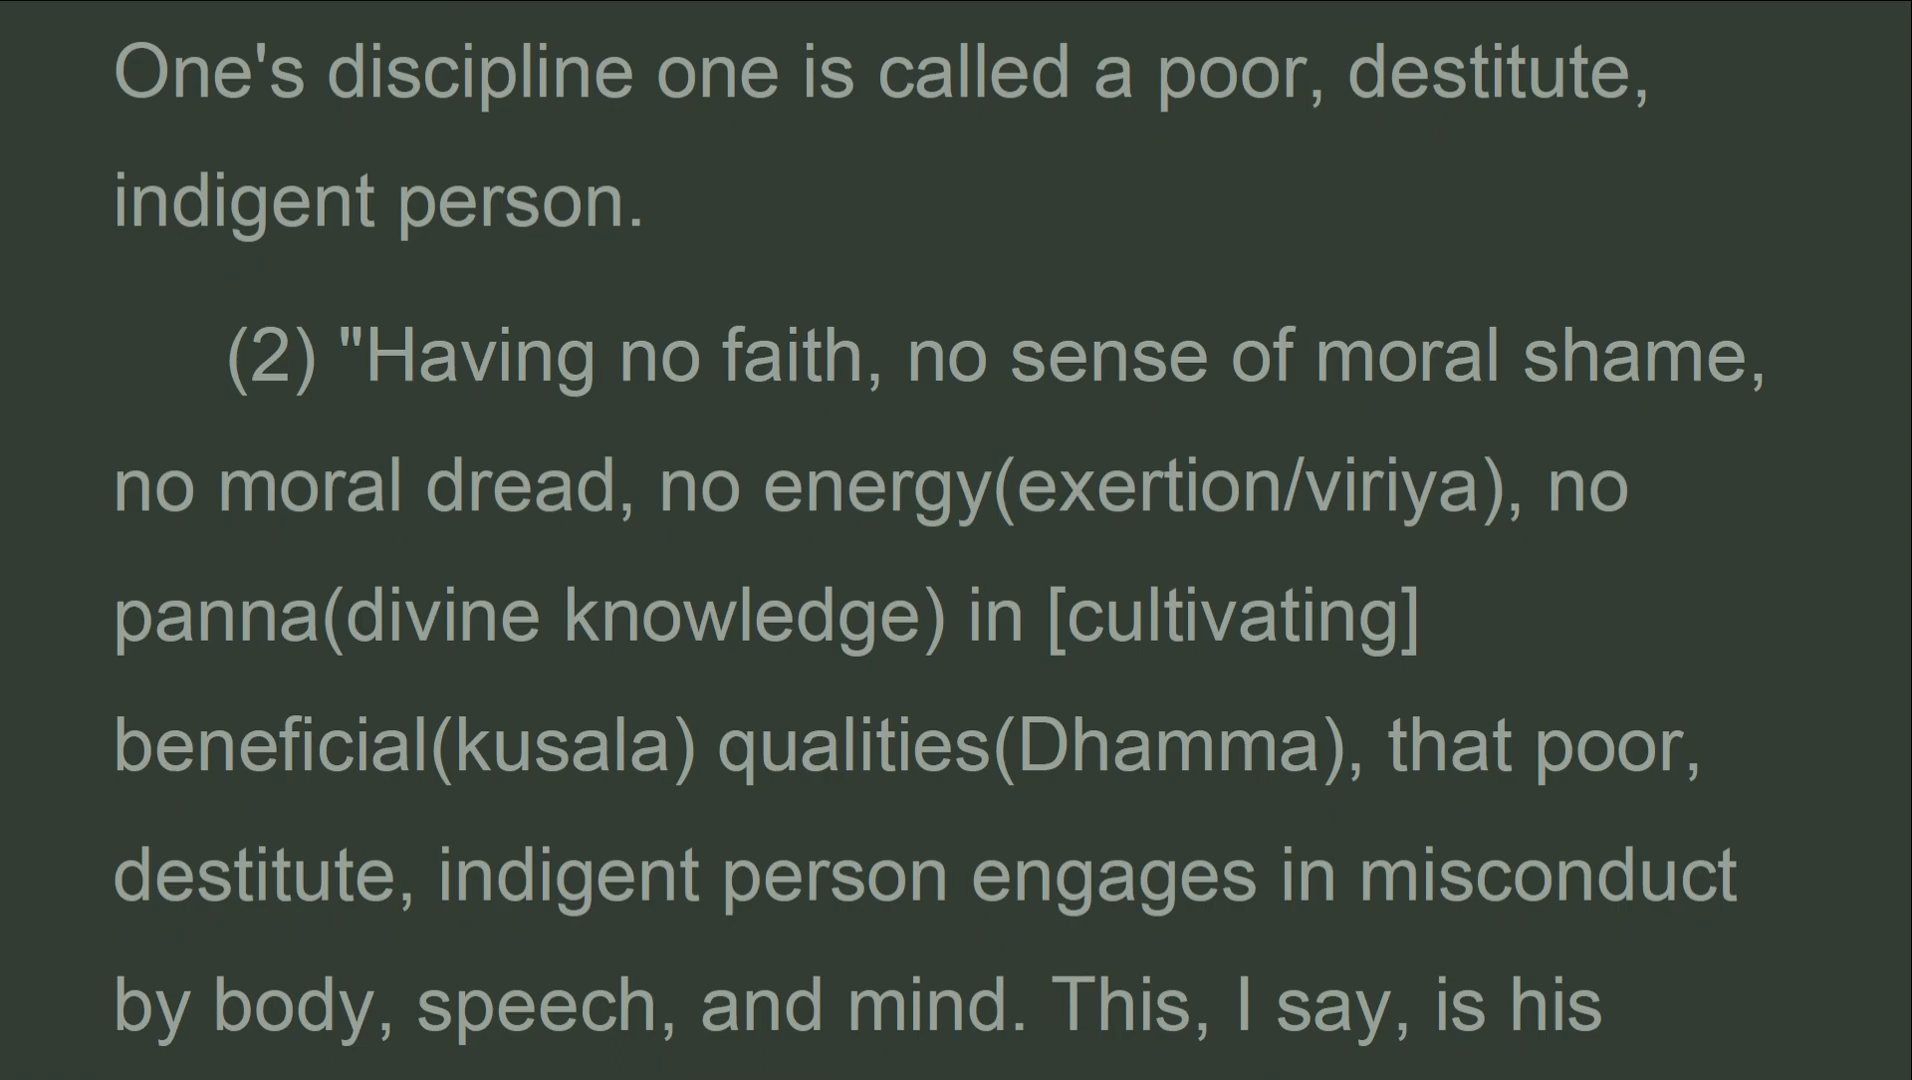 One's discipline one is called a poor, destitute,
indigent person.
(2) "Having no faith, no sense of moral shame,
no moral dread, no energy(exertion/viriya), no
panna(divine knowledge) in [cultivating]
beneficial(kusala) qualities(Dhamma), that poor,
destitute, indigent person engages in misconduct
by body, speech, and mind. This, I say, is his